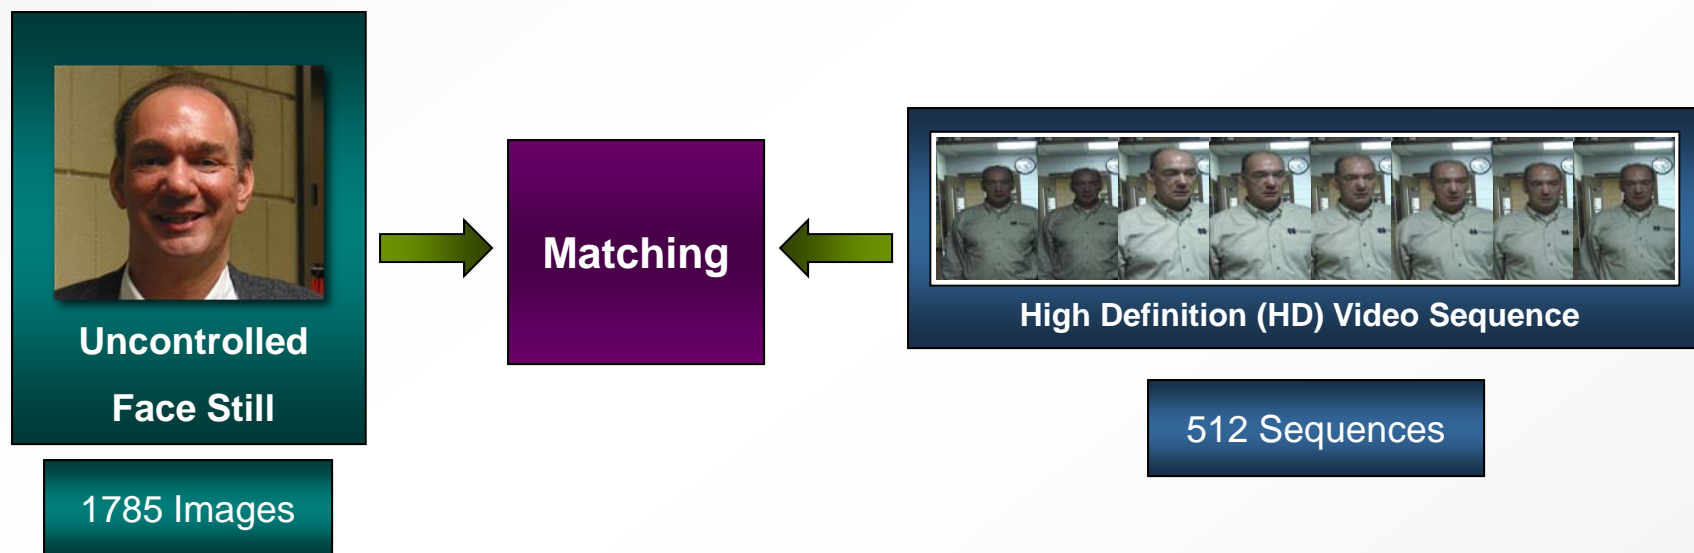 Uncontrolled
Face Still
1785 Images
Matching
High Definition (HD) Video Sequence
512 Sequences